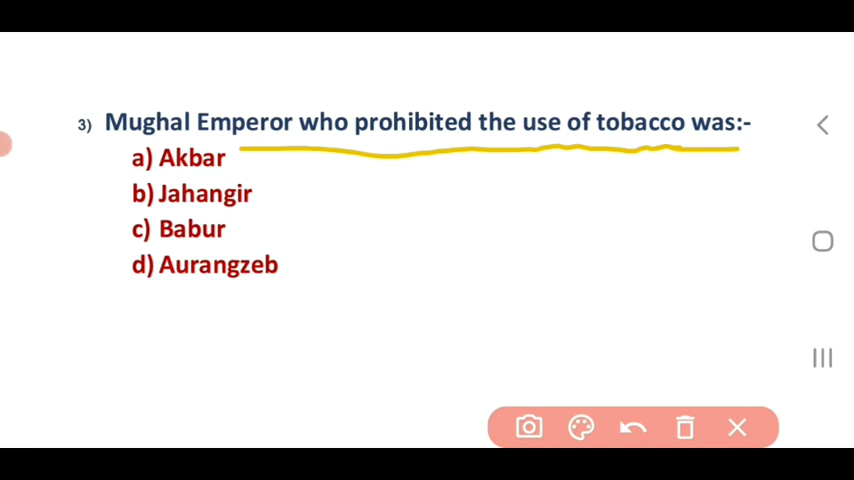 3) Mughal Emperor who prohibited the use of tobacco was:-
a) Akbar
b) Jahangir
c) Babur
d) Aurangzeb